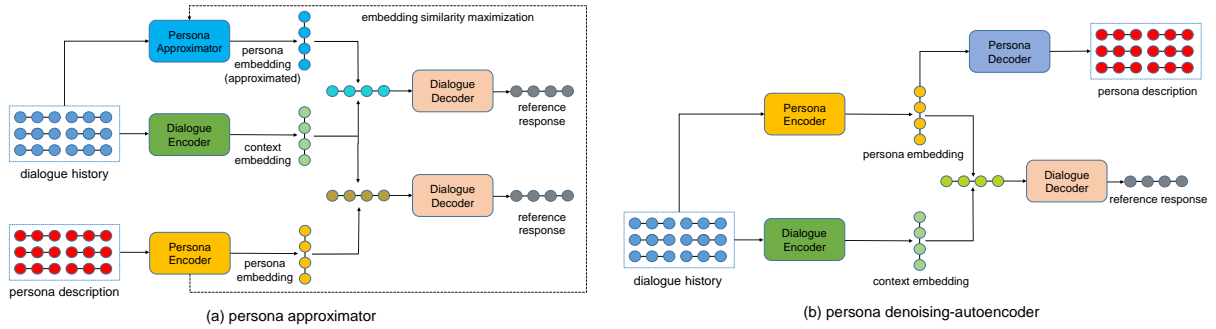 embedding similarity maximization
Persona
Approximator
persona
embedding
(approximated)
Dialogue
Decoder
reference
response
Dialogue
Encoder
context
embedding
dialogue history
Dialogue
Decoder
reference
response
Persona
Encoder
persona
embedding
persona description
(a) persona approximator
Persona
Decoder
persona description
Persona
Encoder
persona embedding
Dialogue
Decoder
reference response
Dialogue
Encoder
context embedding
dialogue history
(b) persona denoising-autoencoder